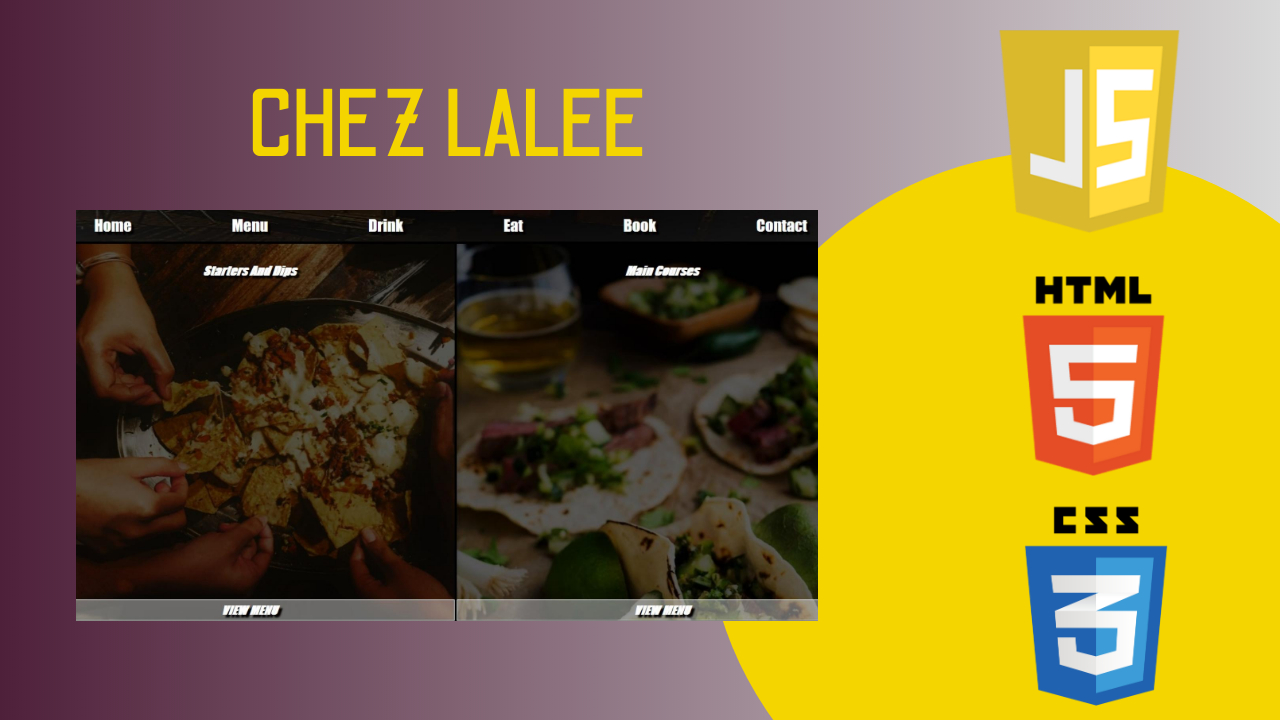 CHEZ LALEE
JS
Home Menu Drink Eat Book Contact
Starters And Dips
Main Courses
VIEW MENU
VIEW MENU
HTML
5
CSS
3